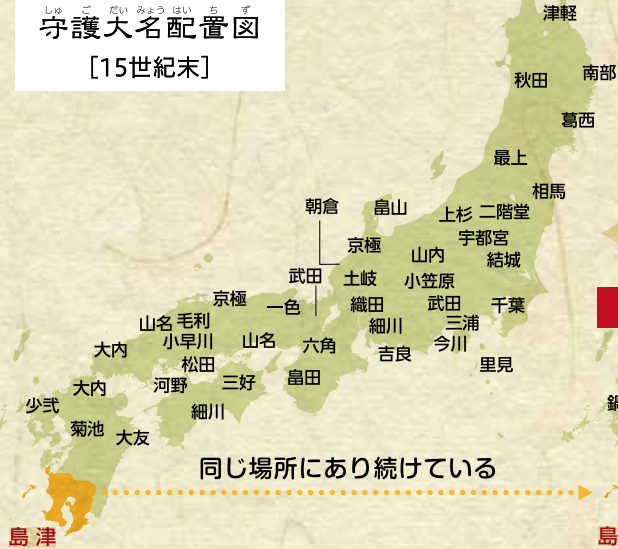 しゅごだいみょうはいちず
守護大名配置図
［15世紀末］
津軽
南部
秋田
葛西
最上
相馬
朝倉
畠山
上杉
二階堂
京極
宇都宮
山内
結城
武田
土岐
小笠原
京極
一色
織田
武田
千葉
山名
毛利
細川
三浦
大内
小早川
山名
六角
吉良
今川
松田
里見
大内
河野
三好
畠田
少弐
細川
菊池
大友
同じ場所にあり続けている
島津
島